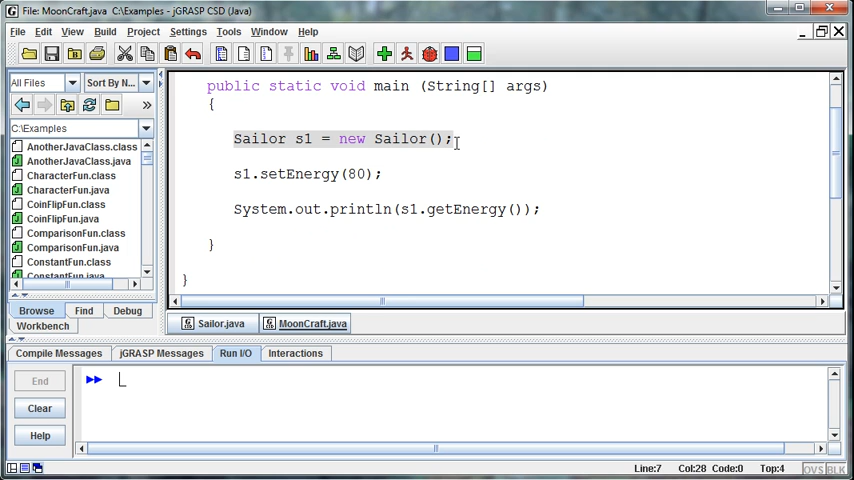 File: MoonCraft.java  C:\Examples - jGRASP CSD (Java)
File Edit View Build Project Settings Tools Window Help
All Files Sort By N...
C:\Examples
AnotherJavaClass.class
AnotherJavaClass.java
CharacterFun.class
CharacterFun.java
CoinFlipFun.class
CoinFlipFun.java
ComparisonFun.class
ComparisonFun.java
ConstantFun.class
ConstantFun.java
Browse Find Debug
Workbench
public static void main (String[] args)
{
Sailor s1 = new Sailor();
s1.setEnergy(80);
System.out.println(s1.getEnergy());
}
}
Sailor.java MoonCraft.java
Compile Messages jGRASP Messages Run I/O Interactions
End
Clear
Help
Line:7 Col:28 Code:0 Top:4 OVS BLK